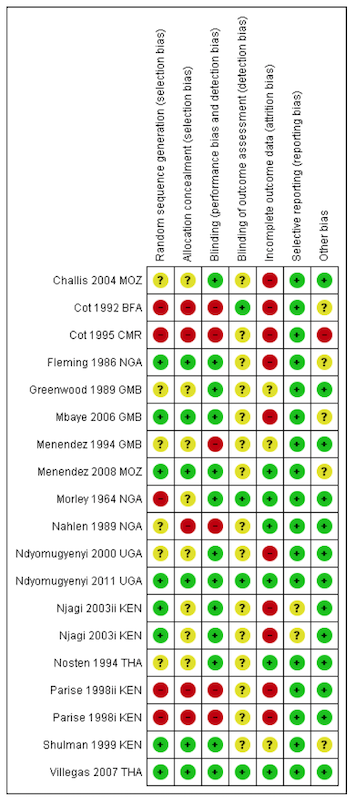 Random sequence generation (selection bias)
Allocation concealment (selection bias)
Blinding (performance bias and detection bias)
Blinding of outcome assessment (detection bias)
Incomplete outcome data (attrition bias)
Selective reporting (reporting bias)
Other bias
Challis 2004 MOZ ? ? + ? - + +
Cot 1992 BFA - - - + - + ?
Cot 1995 CMR - - - ? - + -
Fleming 1986 NGA + + + ? - + ?
Greenwood 1989 GMB ? ? + ? ? + +
Mbaye 2006 GMB + + + ? - + ?
Menendez 1994 GMB ? ? - ? ? + +
Menendez 2008 MOZ + + + ? + + ?
Morley 1964 NGA - ? + + + + +
Nahlen 1989 NGA ? - - ? + + +
Ndyomugyenyi 2000 UGA ? ? + ? - + +
Ndyomugyenyi 2011 UGA + + + + + + +
Njagi 2003ii KEN + ? + ? - ? +
Njagi 2003i KEN + ? + ? - ? +
Nosten 1994 THA ? ? + ? + + +
Parise 1998ii KEN - - - ? - + +
Parise 1998i KEN - - - ? - + +
Shulman 1999 KEN + + + ? ? + ?
Villegas 2007 THA + + + + + + +